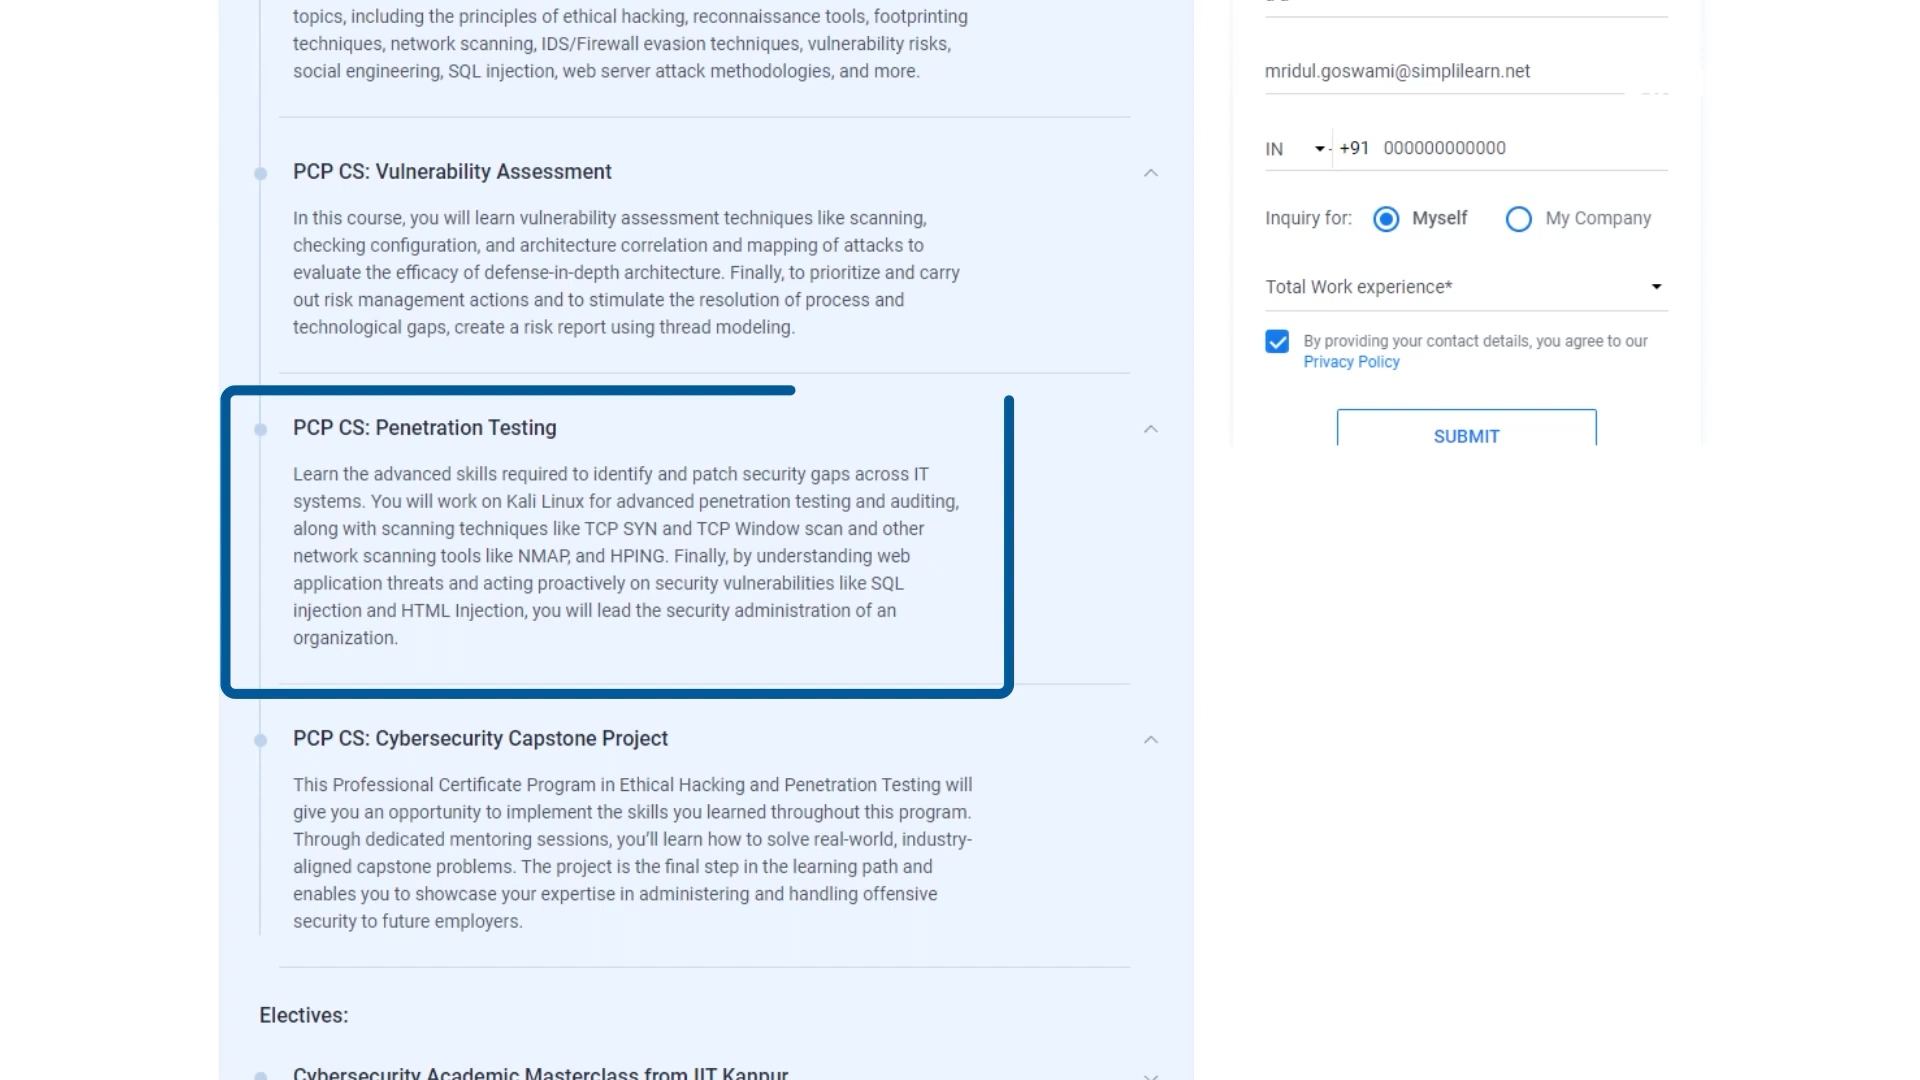 topics, including the principles of ethical hacking, reconnaissance tools, footprinting
techniques, network scanning, IDS/Firewall evasion techniques, vulnerability risks,
social engineering, SQL injection, web server attack methodologies, and more.
PCP CS: Vulnerability Assessment
In this course, you will learn vulnerability assessment techniques like scanning,
checking configuration, and architecture correlation and mapping of attacks to
evaluate the efficacy of defense-in-depth architecture. Finally, to prioritize and carry
out risk management actions and to stimulate the resolution of process and
technological gaps, create a risk report using thread modeling.
PCP CS: Penetration Testing
Learn the advanced skills required to identify and patch security gaps across IT
systems. You will work on Kali Linux for advanced penetration testing and auditing,
along with scanning techniques like TCP SYN and TCP Window scan and other
network scanning tools like NMAP, and HPING. Finally, by understanding web
application threats and acting proactively on security vulnerabilities like SQL
injection and HTML Injection, you will lead the security administration of an
organization.
PCP CS: Cybersecurity Capstone Project
This Professional Certificate Program in Ethical Hacking and Penetration Testing will
give you an opportunity to implement the skills you learned throughout this program.
Through dedicated mentoring sessions, you’ll learn how to solve real-world, industry-
aligned capstone problems. The project is the final step in the learning path and
enables you to showcase your expertise in administering and handling offensive
security to future employers.
Electives:
Cybersecurity Academic Masterclass from IIT Kanpur
mridul.goswami@simplilearn.net
IN +91 000000000000
Inquiry for: Myself My Company
Total Work experience*
By providing your contact details, you agree to our
Privacy Policy
SUBMIT